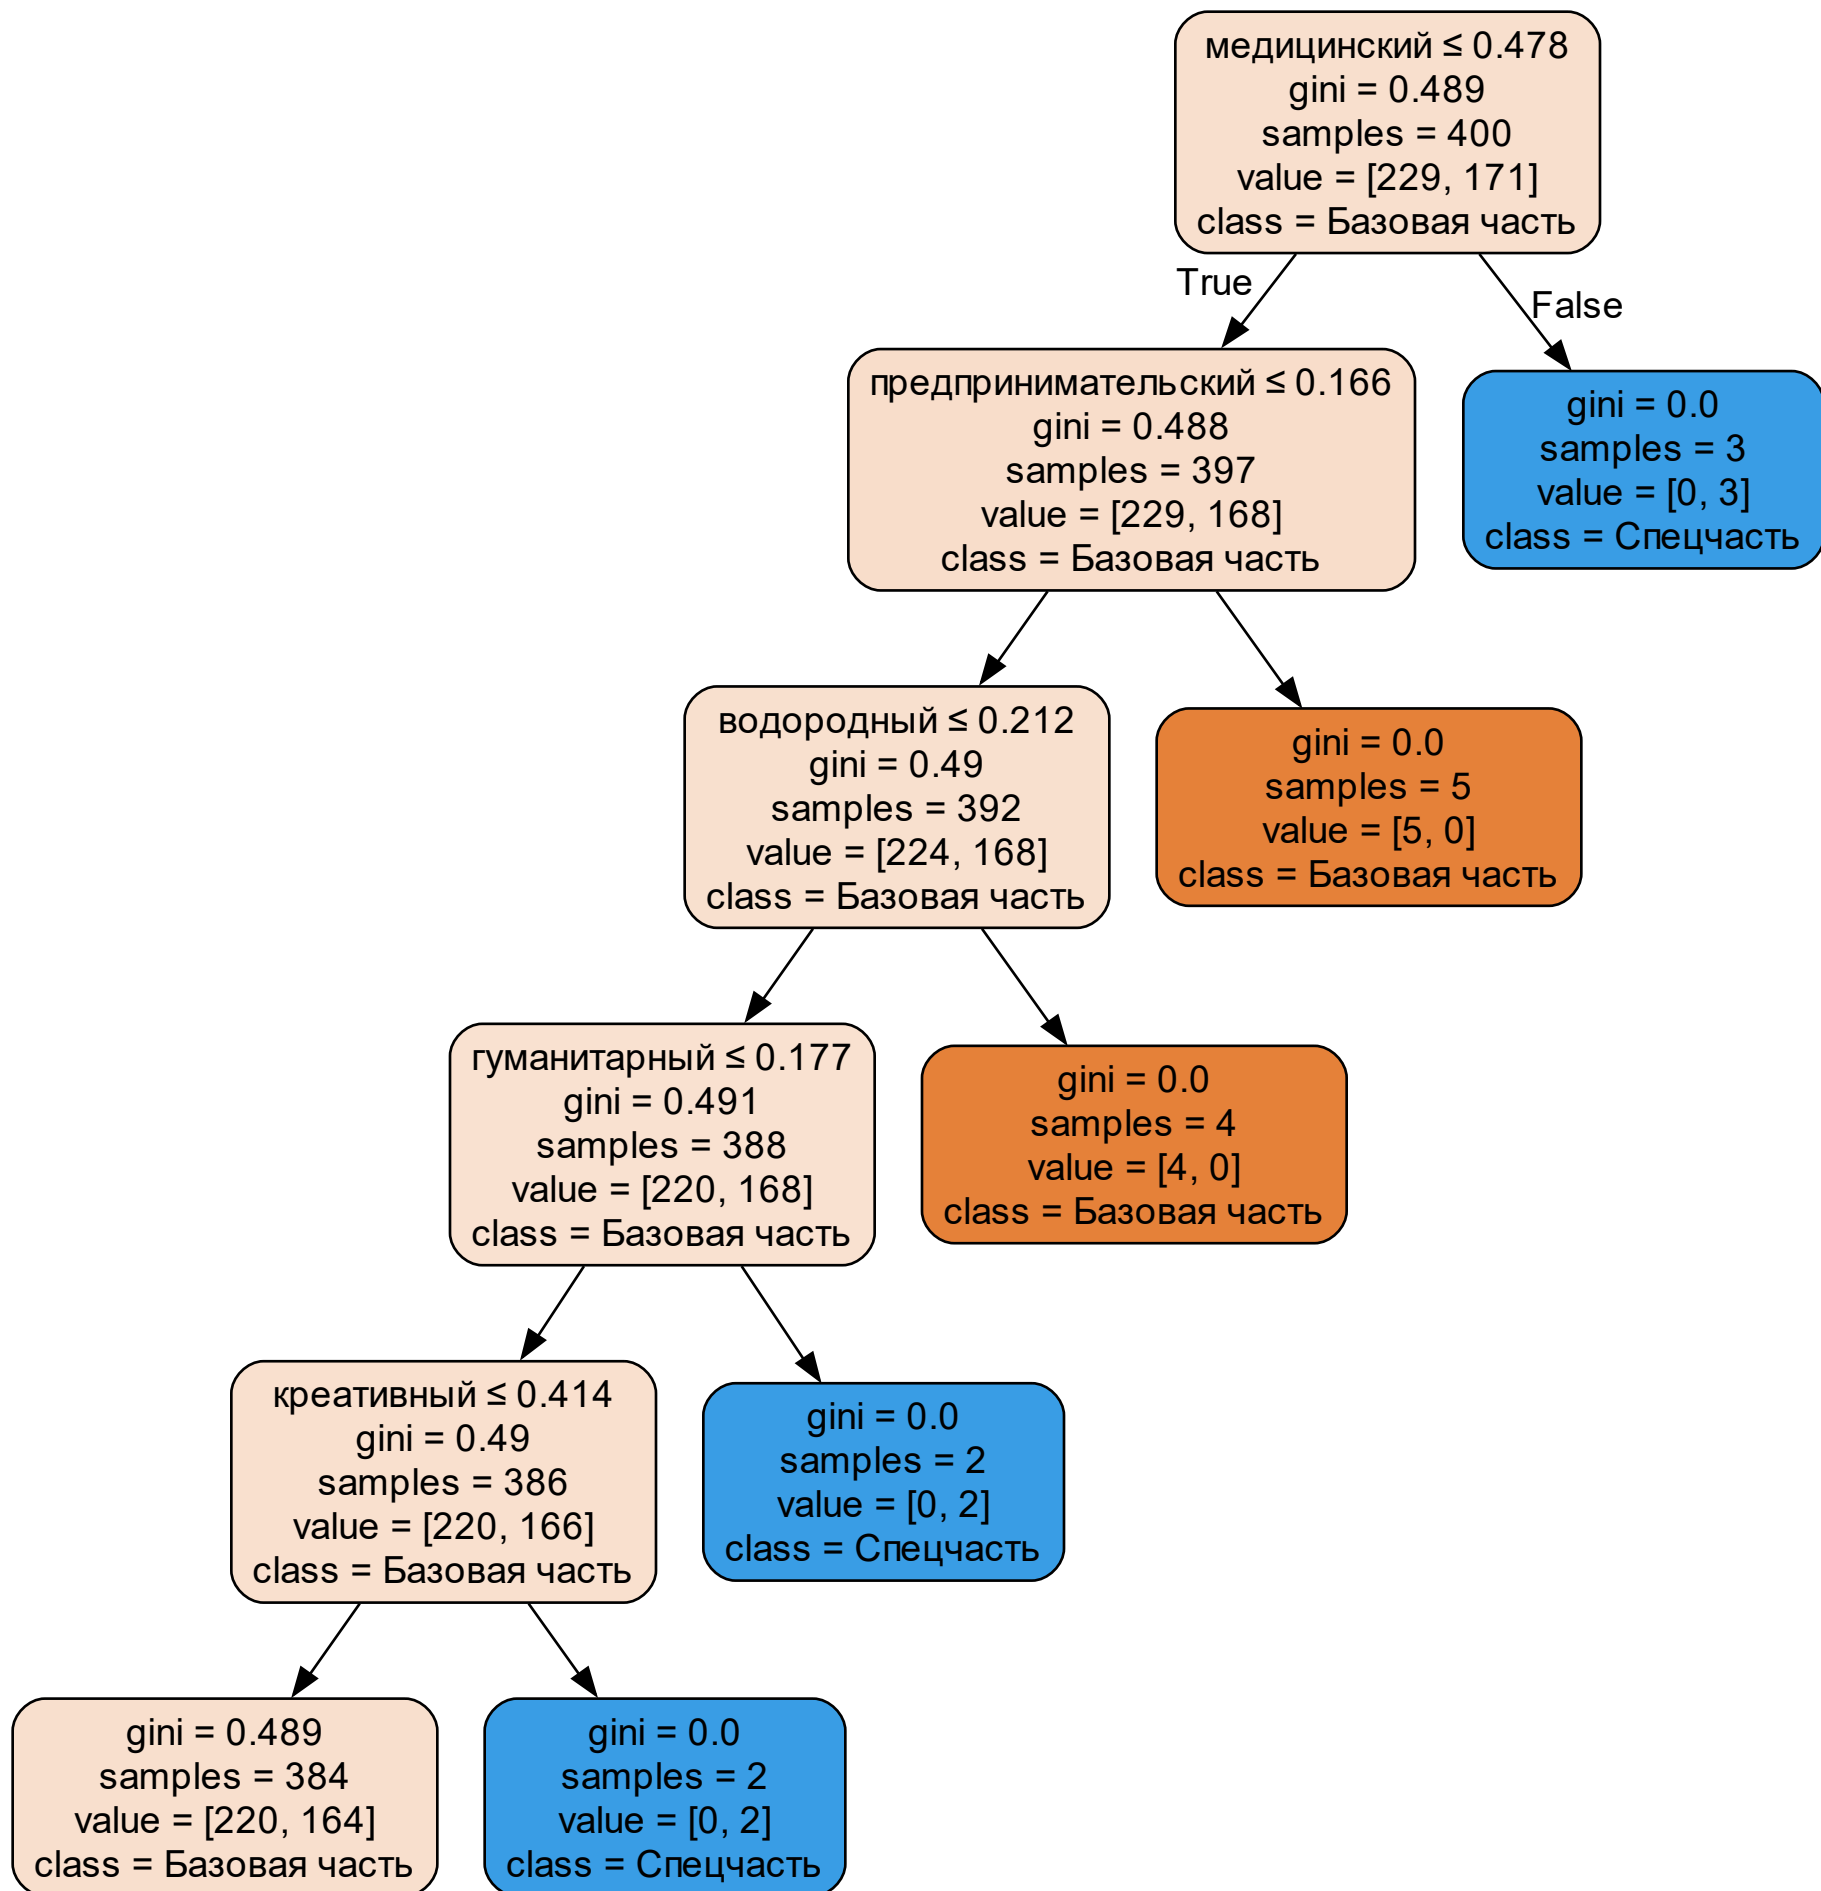 медицинский ≤ 0.478
gini = 0.489
samples = 400
value = [229, 171]
class = Базовая часть
True
False
предпринимательский ≤ 0.166
gini = 0.488
samples = 397
value = [229, 168]
class = Базовая часть
gini = 0.0
samples = 3
value = [0, 3]
class = Спецчасть
водородный ≤ 0.212
gini = 0.49
samples = 392
value = [224, 168]
class = Базовая часть
gini = 0.0
samples = 5
value = [5, 0]
class = Базовая часть
гуманитарный ≤ 0.177
gini = 0.491
samples = 388
value = [220, 168]
class = Базовая часть
gini = 0.0
samples = 4
value = [4, 0]
class = Базовая часть
креативный ≤ 0.414
gini = 0.49
samples = 386
value = [220, 166]
class = Базовая часть
gini = 0.0
samples = 2
value = [0, 2]
class = Спецчасть
gini = 0.489
samples = 384
value = [220, 164]
class = Базовая часть
gini = 0.0
samples = 2
value = [0, 2]
class = Спецчасть